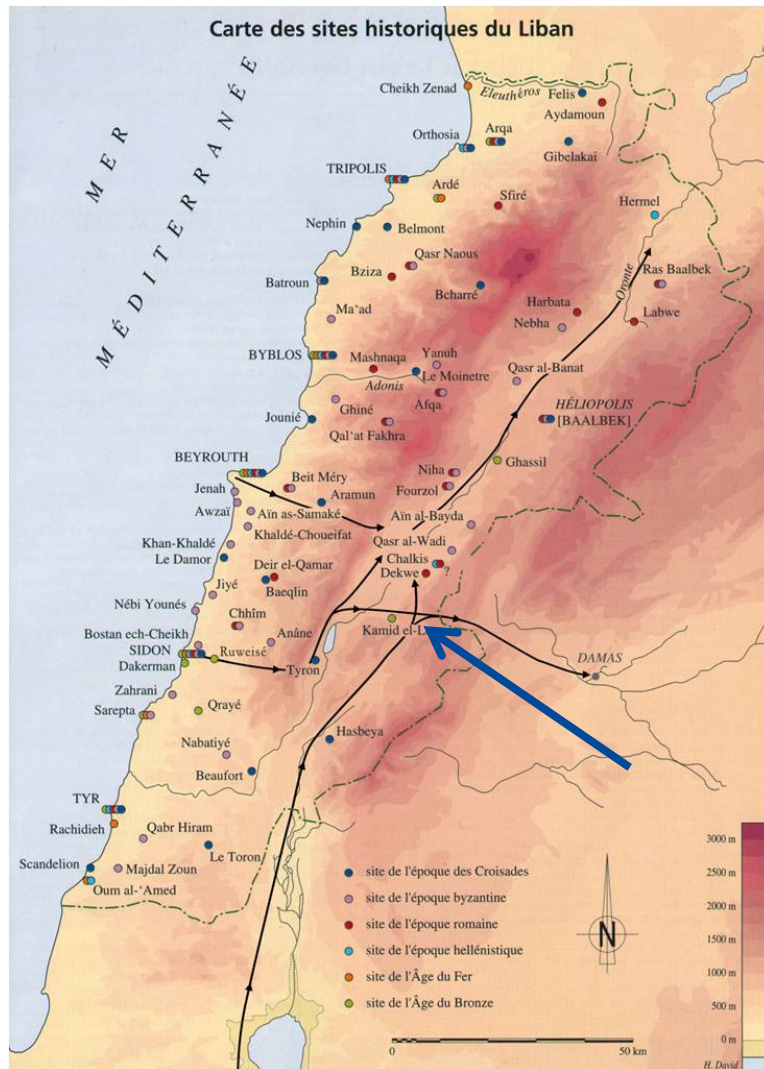 Carte des sites historiques du Liban
MER
MÉDITERRANÉE
Cheikh Zenad
Eleuthéros
Felis
Aydamoun
Orthosia
Arqa
Gibelakai
TRIPOLIS
Ardé
Sfiré
Hermel
Nephin
Belmont
Qasr Naous
Bziza
Ras Baalbek
Oronte
Batroun
Bcharré
Harbata
Labwe
Ma'ad
Nebha
BYBLOS
Mashnaqa
Yanuh
Le Moinetre
Adonis
Qasr al-Banat
Ghiné
Afqa
HÉLIOPOLIS
[BAALBEK]
Jounié
Qal'at Fakhra
BEYROUTH
Ghassil
Niha
Jenah
Beit Méry
Fourzol
Aramun
Awzaï
Aïn as-Samaké
Aïn al-Bayda
Khaldé-Choueifat
Khan-Khaldé
Qasr al-Wadi
Le Damor
Chalkis
Deir el-Qamar
Dekwe
?
Baeqlin
Jiyé
Nébi Younés
Chhîm
Kamid el-L
Bostan ech-Cheikh
Anâne
SIDON
Ruweisé
Dakerman
Tyron
DAMAS
Zahrani
Sarepta
Qrayé
Hasbeya
Nabatiyé
Beaufort
TYR
Rachidieh
Qabr Hiram
Le Toron
Scandelion
Majdal Zoun
Oum al-'Amed
site de l'époque des Croisades
site de l'époque byzantine
site de l'époque romaine
site de l'époque hellénistique
site de l'Âge du Fer
site de l'Âge du Bronze
N
3000 m
2500 m
2000 m
1500 m
1000 m
500 m
0 m
0
50 km
H. David